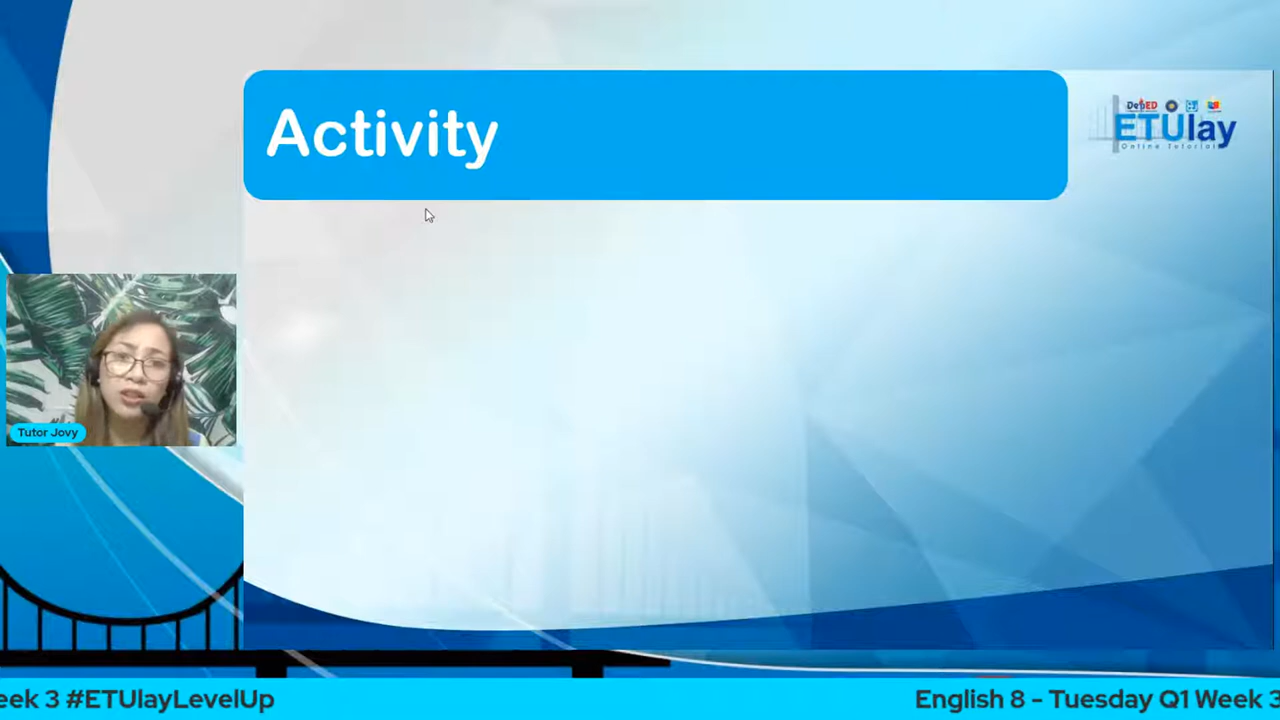 Activity
DepED
ETUlay
Online Tutorial
Tutor Jovy
eek 3 #ETUlayLevelUp
English 8 - Tuesday Q1 Week 3